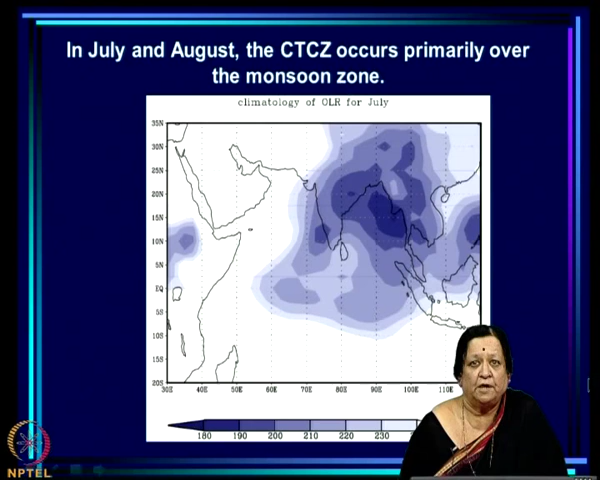 In July and August, the CTCZ occurs primarily over
the monsoon zone.
climatology of OLR for July
35N
30N
25N
20N
15N
10N
5N
EQ
5S
10S
15S
20S
30E 40E 50E 60E 70E 80E 90E 100E 110E
180 190 200 210 220 230
NPTEL